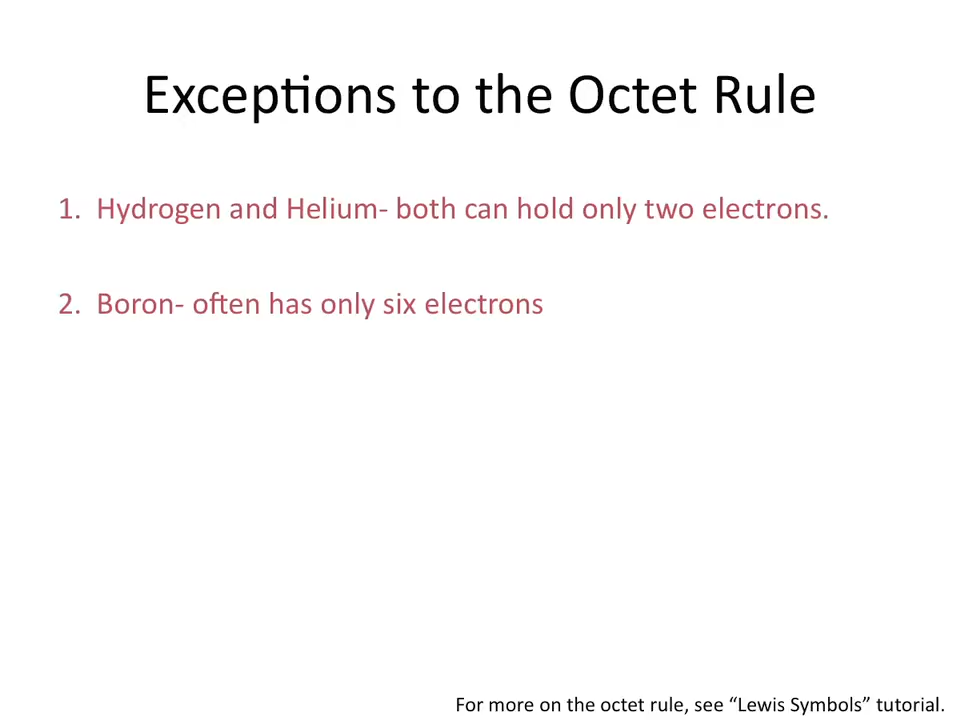 Exceptions to the Octet Rule
1. Hydrogen and Helium- both can hold only two electrons.
2. Boron- often has only six electrons
For more on the octet rule, see “Lewis Symbols” tutorial.